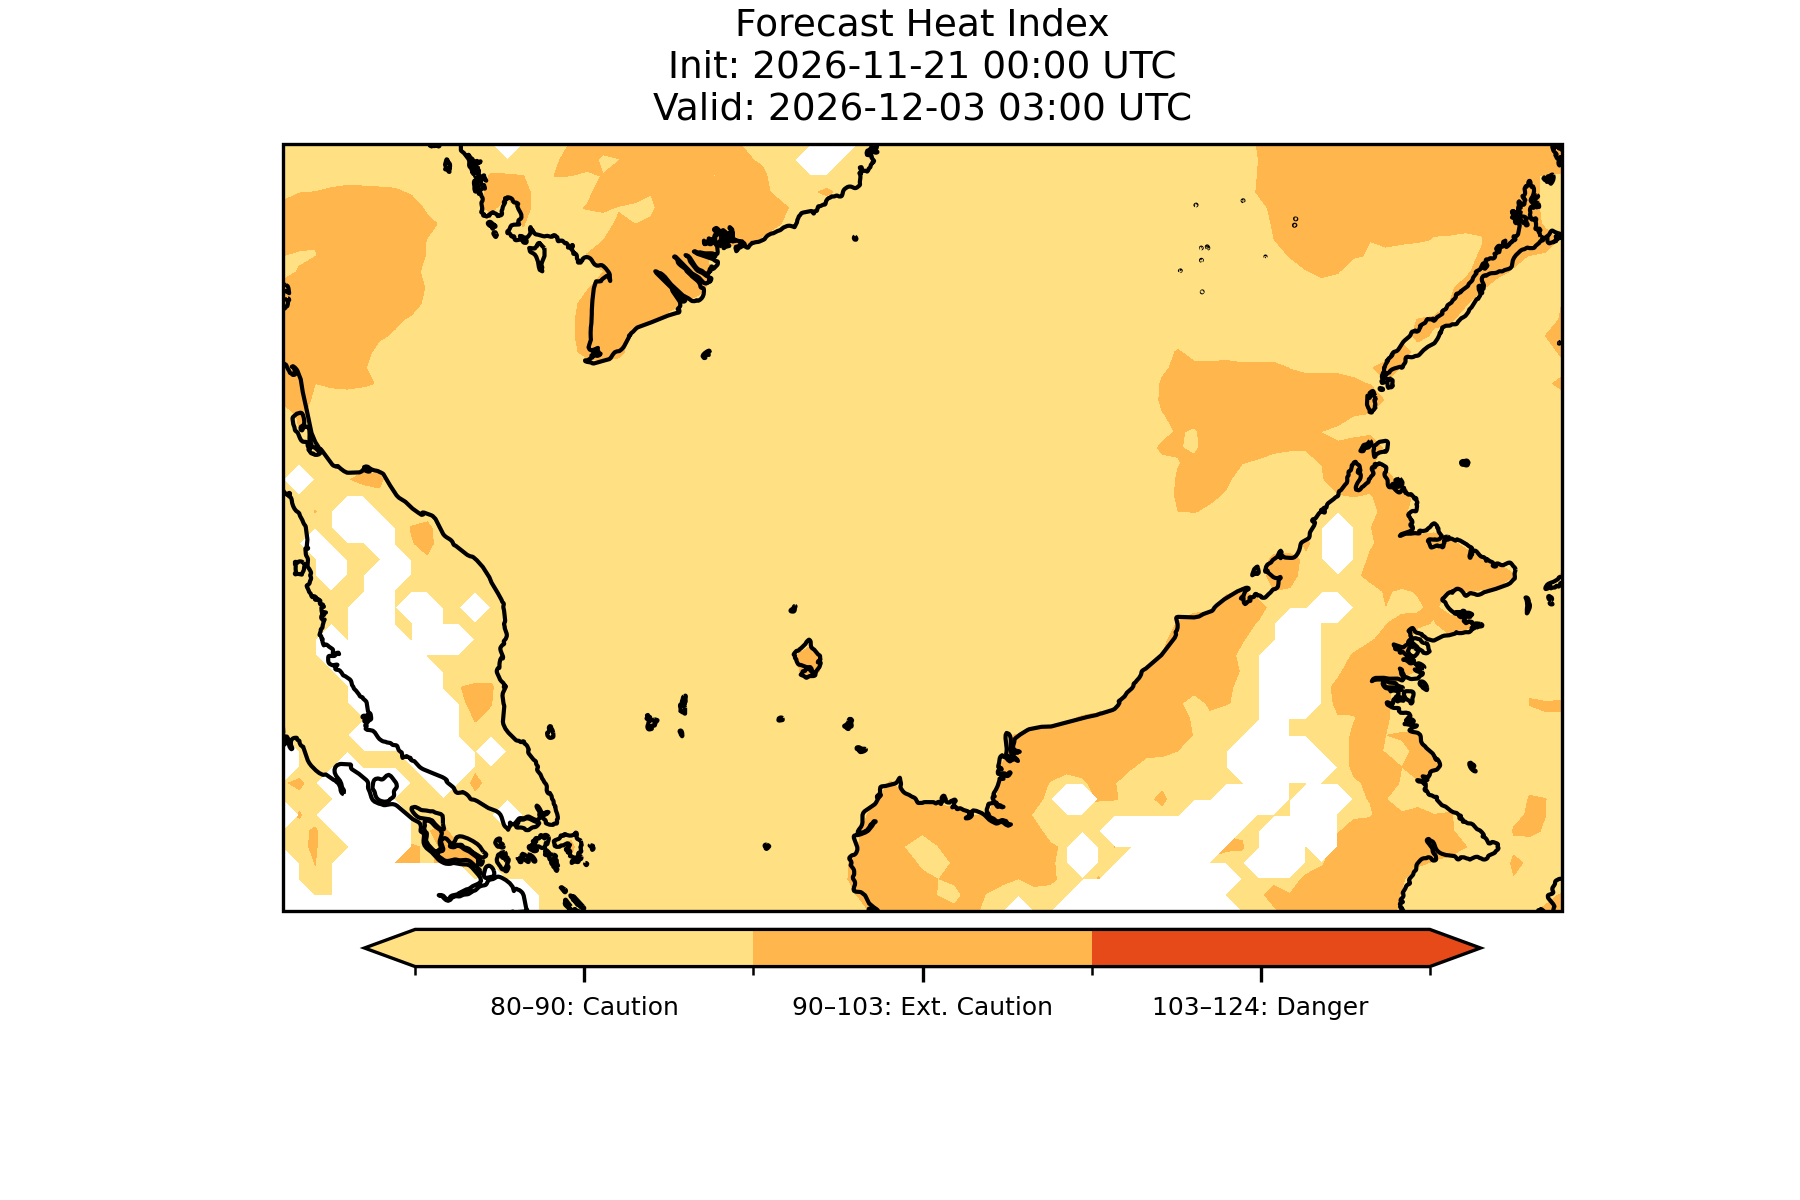 Forecast Heat Index
Init: 2026-11-21 00:00 UTC
Valid: 2026-12-03 03:00 UTC
80–90: Caution
90–103: Ext. Caution
103–124: Danger